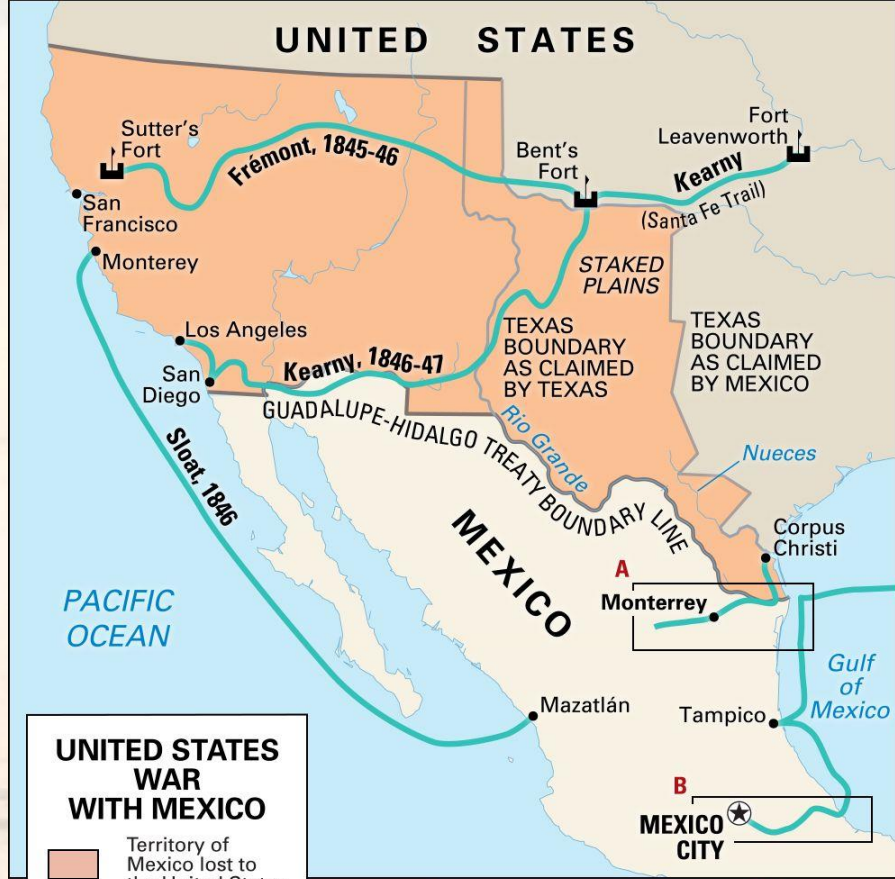 UNITED STATES
Sutter's
Fort
Frémont, 1845-46
Bent's
Fort
Fort
Leavenworth
Kearny
(Santa Fe Trail)
San
Francisco
Monterey
STAKED
PLAINS
Los Angeles
San
Diego
Kearny, 1846-47
TEXAS
BOUNDARY
AS CLAIMED
BY TEXAS
TEXAS
BOUNDARY
AS CLAIMED
BY MEXICO
GUADALUPE-HIDALGO TREATY BOUNDARY LINE
Rio Grande
Nueces
Sloat, 1846
MEXICO
Corpus
Christi
A
Monterrey
PACIFIC
OCEAN
Gulf
of
Mexico
Mazatlán
Tampico
B
MEXICO
CITY
UNITED STATES
WAR
WITH MEXICO
Territory of
Mexico lost to
the United States